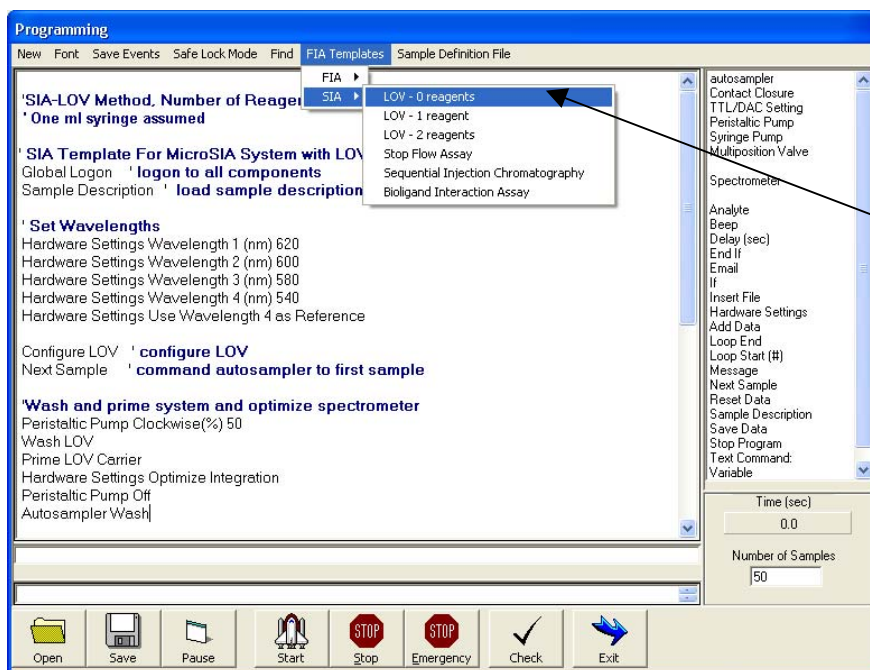 Programming
New Font Save Events Safe Lock Mode Find FIA Templates Sample Definition File
FIA
SIA
LOV - 0 reagents
LOV - 1 reagent
LOV - 2 reagents
Stop Flow Assay
Sequential Injection Chromatography
Bioligand Interaction Assay
'SIA-LOV Method, Number of Reagen
' One ml syringe assumed
' SIA Template For MicroSIA System with LOV
Global Logon ' logon to all components
Sample Description ' load sample description
' Set Wavelengths
Hardware Settings Wavelength 1 (nm) 620
Hardware Settings Wavelength 2 (nm) 600
Hardware Settings Wavelength 3 (nm) 580
Hardware Settings Wavelength 4 (nm) 540
Hardware Settings Use Wavelength 4 as Reference
Configure LOV ' configure LOV
Next Sample ' command autosampler to first sample
'Wash and prime system and optimize spectrometer
Peristaltic Pump Clockwise(%) 50
Wash LOV
Prime LOV Carrier
Hardware Settings Optimize Integration
Peristaltic Pump Off
Autosampler Wash
autosampler
Contact Closure
TTL/DAC Setting
Peristaltic Pump
Syringe Pump
Multiposition Valve
Spectrometer
Analyte
Beep
Delay (sec)
End If
Email
If
Insert File
Hardware Settings
Add Data
Loop End
Loop Start (#)
Message
Next Sample
Reset Data
Sample Description
Save Data
Stop Program
Text Command:
Variable
Time (sec)
0.0
Number of Samples
50
STOP
STOP
Open Save Pause Start Stop Emergency Check Exit